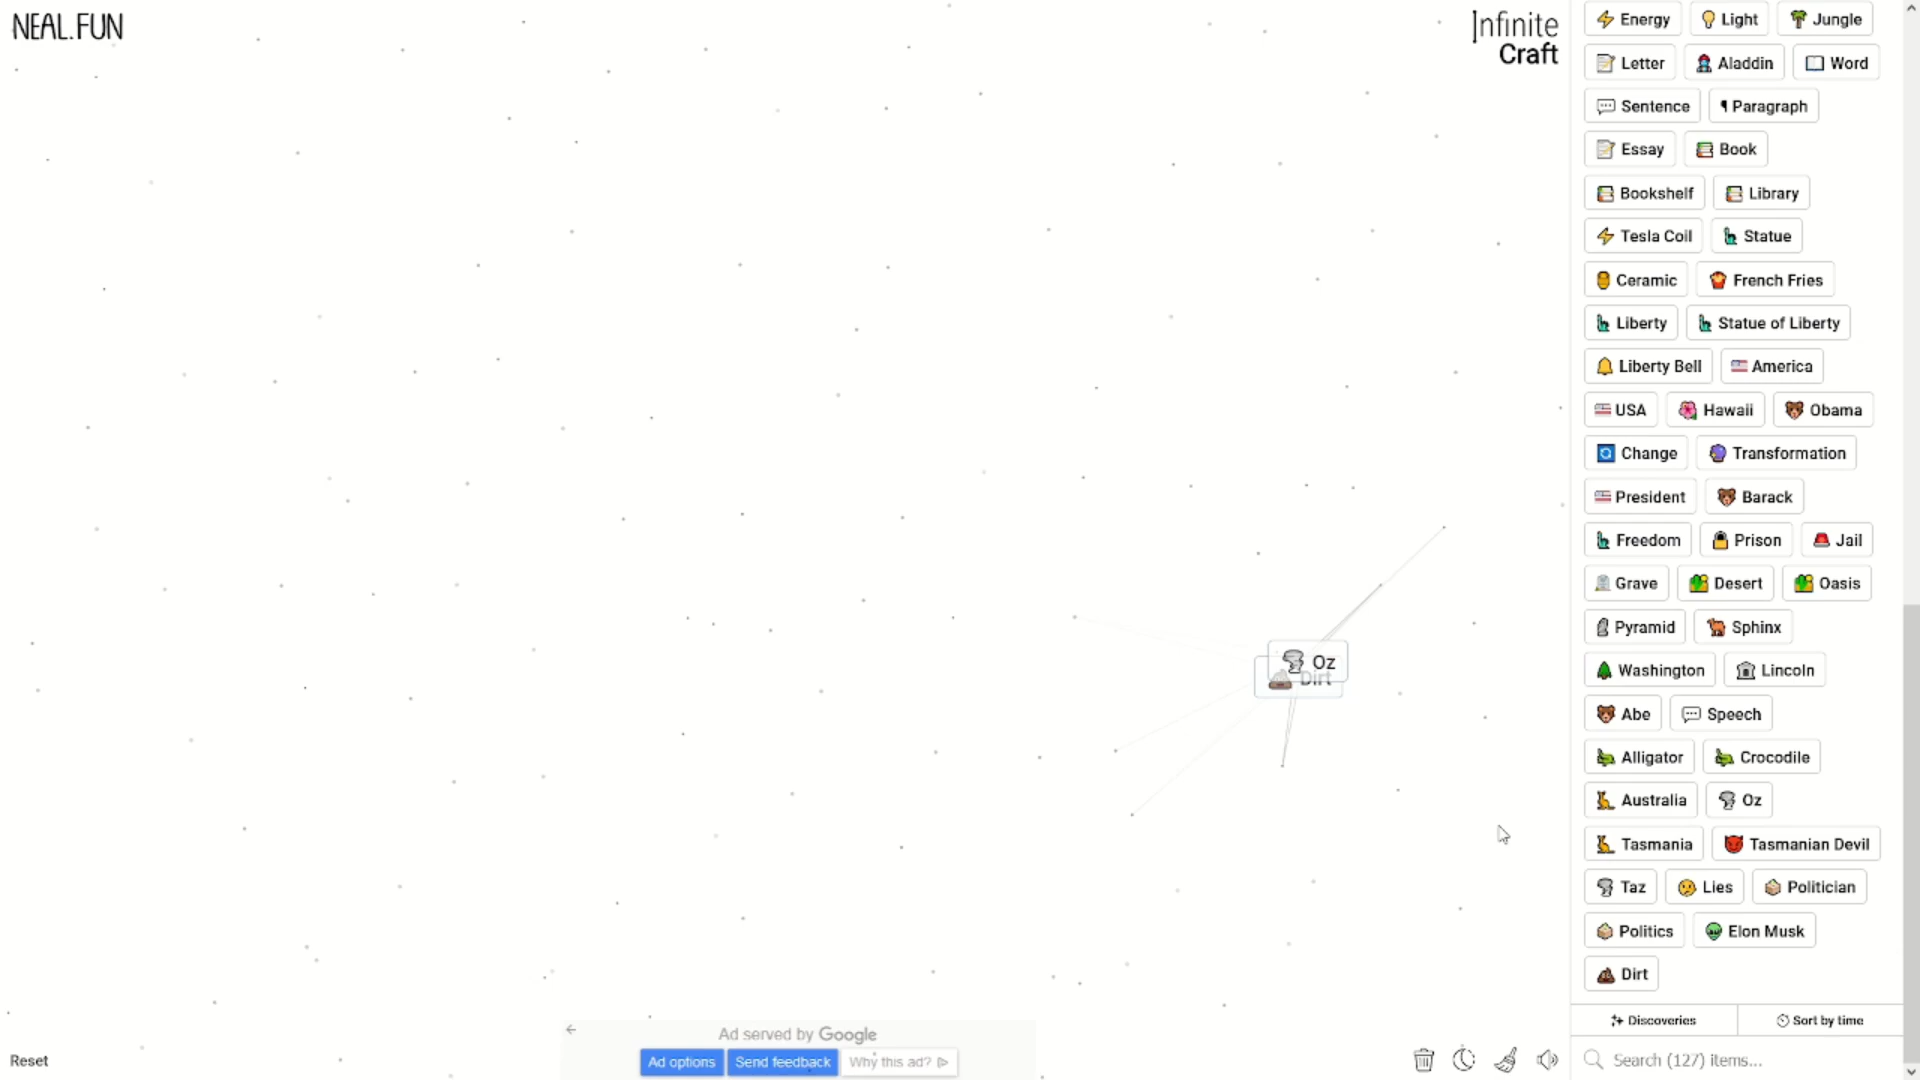 NEAL.FUN
Infinite
Craft
Oz
Dirt
Energy Light Jungle
Letter Aladdin Word
Sentence ¶ Paragraph
Essay Book
Bookshelf Library
Tesla Coil Statue
Ceramic French Fries
Liberty Statue of Liberty
Liberty Bell America
USA Hawaii Obama
Change Transformation
President Barack
Freedom Prison Jail
Grave Desert Oasis
Pyramid Sphinx
Washington Lincoln
Abe Speech
Alligator Crocodile
Australia Oz
Tasmania Tasmanian Devil
Taz Lies Politician
Politics Elon Musk
Dirt
Discoveries Sort by time
Search (127) items...
Ad served by Google
Ad options Send feedback Why this ad?
Reset